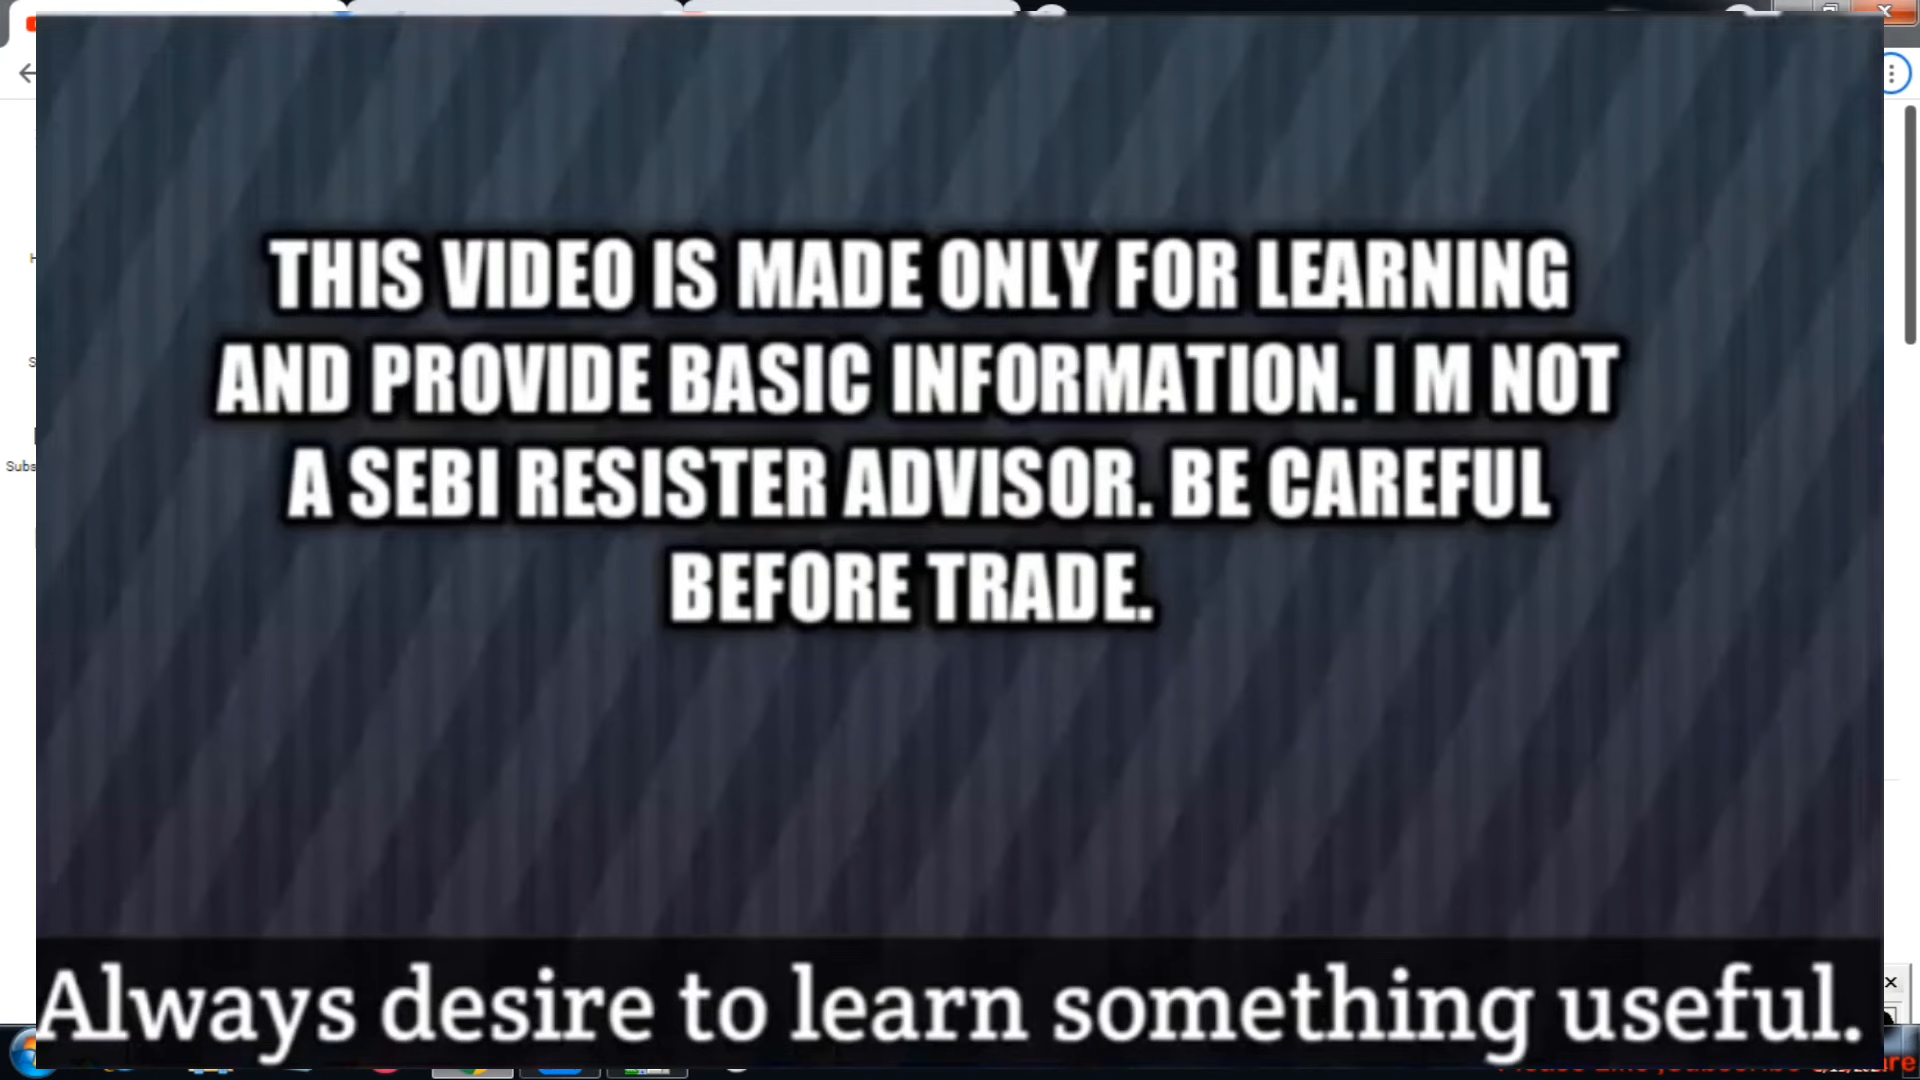 THIS VIDEO IS MADE ONLY FOR LEARNING
AND PROVIDE BASIC INFORMATION. I M NOT
A SEBI RESISTER ADVISOR. BE CAREFUL
BEFORE TRADE.
Subs
Always desire to learn something useful.